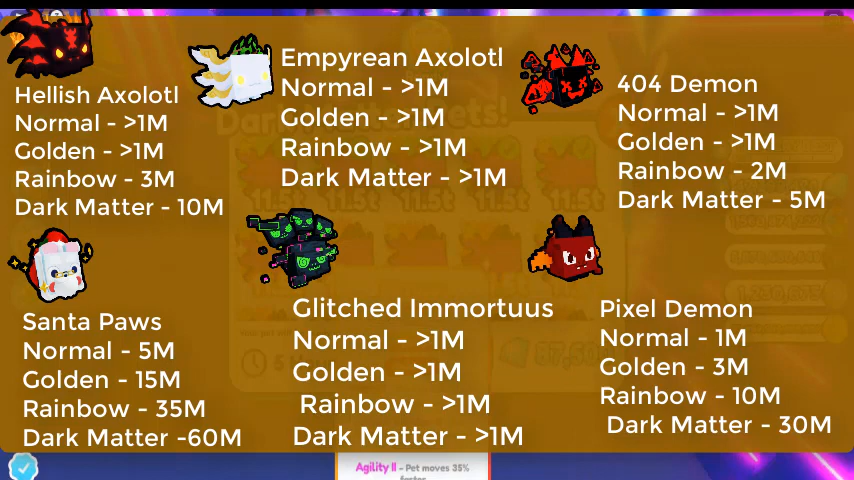 Hellish Axolotl
Normal - >1M
Golden - >1M
Rainbow - 3M
Dark Matter - 10M
Empyrean Axolotl
Normal - >1M
Golden - >1M
Rainbow - >1M
Dark Matter - >1M
404 Demon
Normal - >1M
Golden - >1M
Rainbow - 2M
Dark Matter - 5M
Santa Paws
Normal - 5M
Golden - 15M
Rainbow - 35M
Dark Matter -60M
Glitched Immortuus
Normal - >1M
Golden - >1M
Rainbow - >1M
Dark Matter - >1M
Pixel Demon
Normal - 1M
Golden - 3M
Rainbow - 10M
Dark Matter - 30M
Agility II - Pet moves 35%
faster